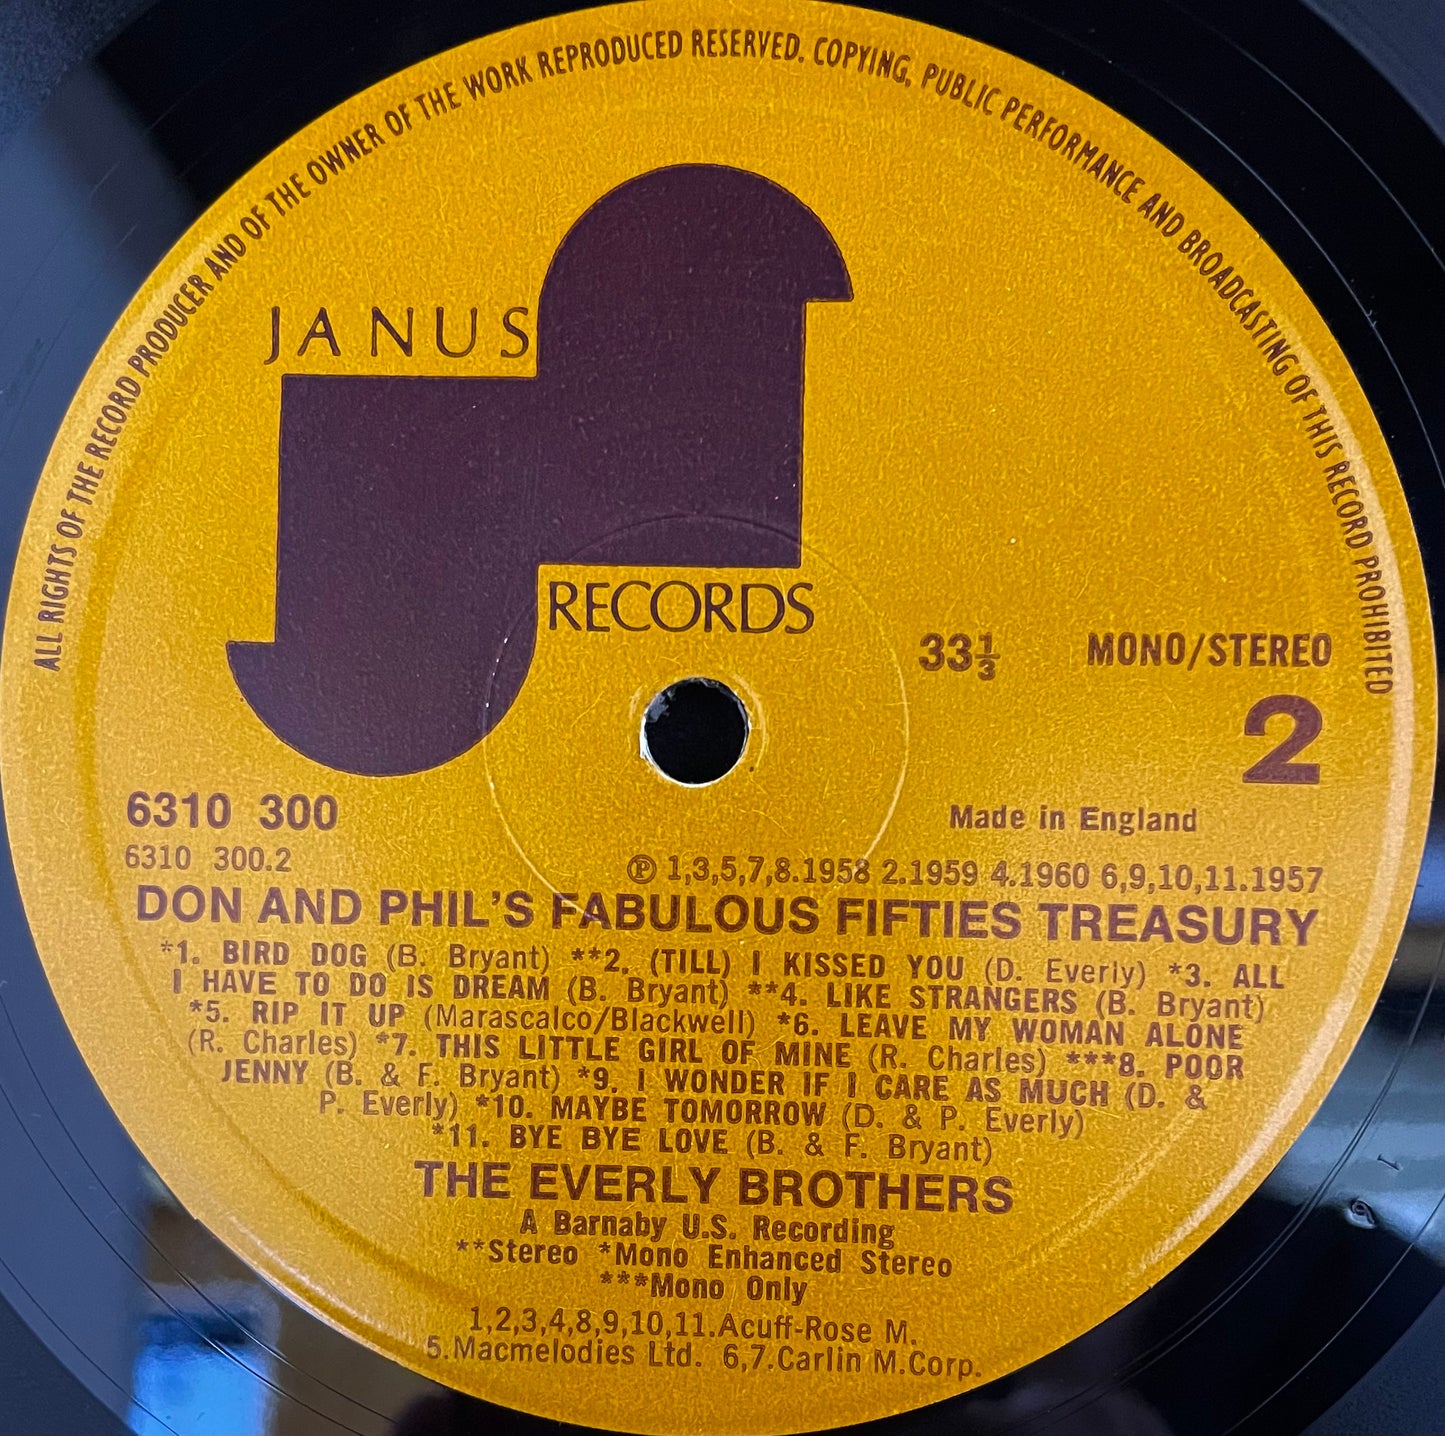 ALL RIGHTS OF THE RECORD PRODUCER AND OF THE OWNER OF THE WORK REPRODUCED RESERVED. COPYING, PUBLIC PERFORMANCE AND BROADCASTING OF THIS RECORD PROHIBITED
JANUS
RECORDS
33⅓ MONO/STEREO
2
6310 300
Made in England
6310 300.2
Ⓟ 1,3,5,7,8.1958 2.1959 4.1960 6,9,10,11.1957
DON AND PHIL'S FABULOUS FIFTIES TREASURY
*1. BIRD DOG (B. Bryant) **2. (TILL) I KISSED YOU (D. Everly) *3. ALL
I HAVE TO DO IS DREAM (B. Bryant) **4. LIKE STRANGERS (B. Bryant)
*5. RIP IT UP (Marascalco/Blackwell) *6. LEAVE MY WOMAN ALONE
(R. Charles) *7. THIS LITTLE GIRL OF MINE (R. Charles) ***8. POOR
JENNY (B. & F. Bryant) *9. I WONDER IF I CARE AS MUCH (D. &
P. Everly) *10. MAYBE TOMORROW (D. & P. Everly)
*11. BYE BYE LOVE (B. & F. Bryant)
THE EVERLY BROTHERS
A Barnaby U.S. Recording
**Stereo *Mono Enhanced Stereo
***Mono Only
1,2,3,4,8,9,10,11.Acuff-Rose M.
5.Macmelodies Ltd. 6,7.Carlin M.Corp.